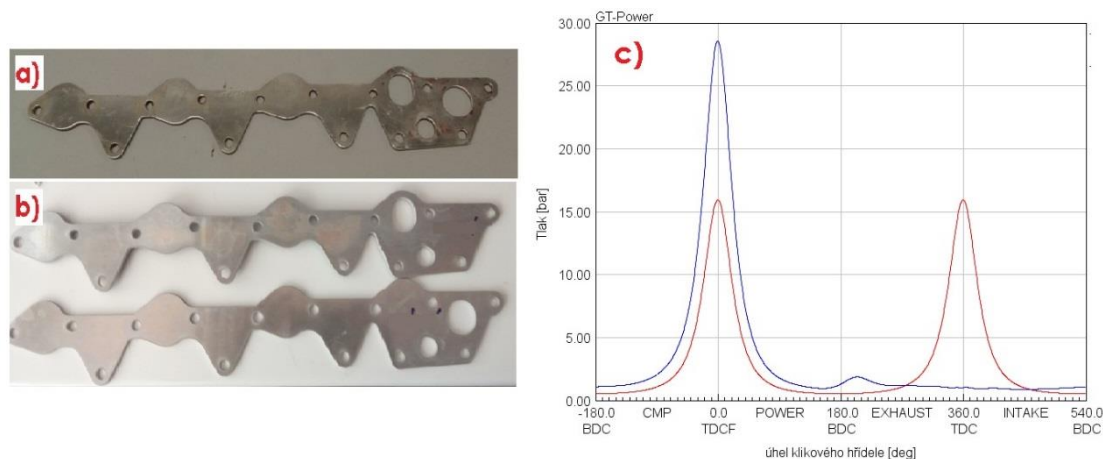 a)
b)
GT-Power
c)
30.00
25.00
20.00
15.00
10.00
5.00
0.00
Tlak [bar]
-180.0 CMP 0.0 POWER 180.0 EXHAUST 360.0 INTAKE 540.0
BDC TDCF BDC TDC BDC
úhel klikového hřídele [deg]